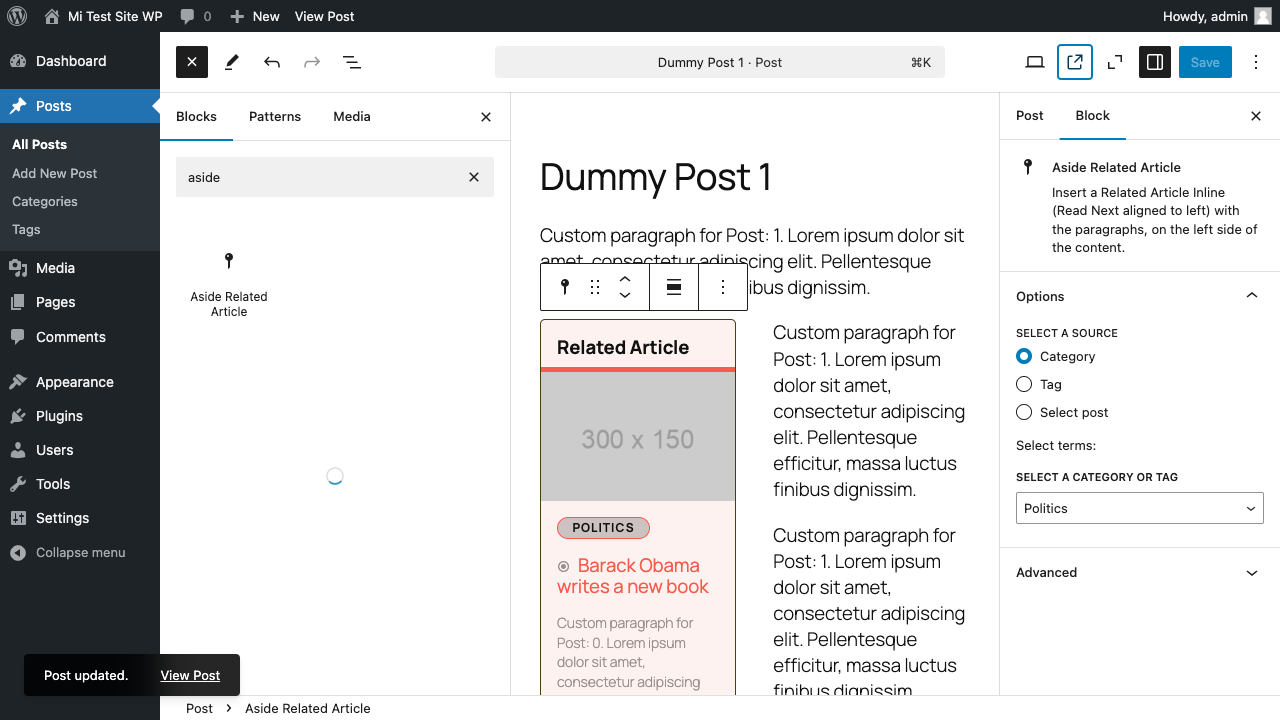 Mi Test Site WP
0
New
View Post
Howdy, admin
Dashboard
Posts
All Posts
Add New Post
Categories
Tags
Media
Pages
Comments
Appearance
Plugins
Users
Tools
Settings
Collapse menu
Dummy Post 1 · Post
⌘K
Save
Blocks
Patterns
Media
aside
Aside Related
Article
Dummy Post 1
Custom paragraph for Post: 1. Lorem ipsum dolor sit
amet, consectetur adipiscing elit. Pellentesque
ibus dignissim.
Related Article
300 x 150
POLITICS
Barack Obama
writes a new book
Custom paragraph for
Post: 0. Lorem ipsum
dolor sit amet,
consectetur adipiscing
Custom paragraph for
Post: 1. Lorem ipsum
dolor sit amet,
consectetur adipiscing
elit. Pellentesque
efficitur, massa luctus
finibus dignissim.
Custom paragraph for
Post: 1. Lorem ipsum
dolor sit amet,
consectetur adipiscing
elit. Pellentesque
efficitur, massa luctus
finibus dignissim.
Post
Block
Aside Related Article
Insert a Related Article Inline
(Read Next aligned to left) with
the paragraphs, on the left side of
the content.
Options
SELECT A SOURCE
Category
Tag
Select post
Select terms:
SELECT A CATEGORY OR TAG
Politics
Advanced
Post updated.
View Post
Post
Aside Related Article